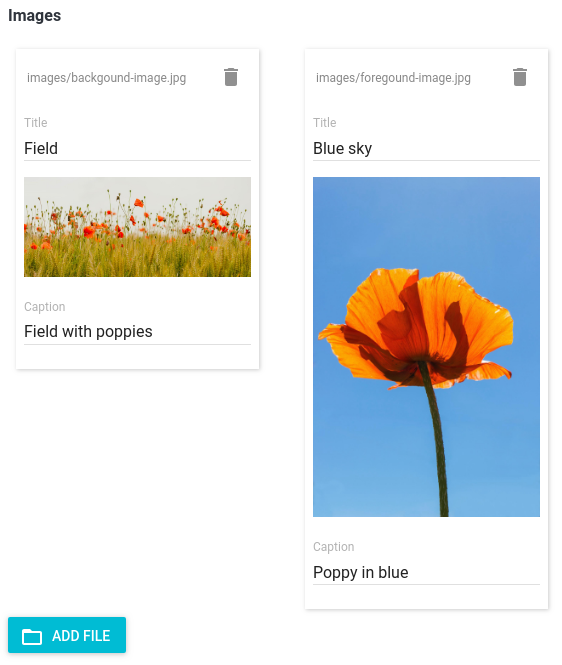 Images
images/backgound-image.jpg
Title
Field
Caption
Field with poppies
images/foregound-image.jpg
Title
Blue sky
Caption
Poppy in blue
ADD FILE